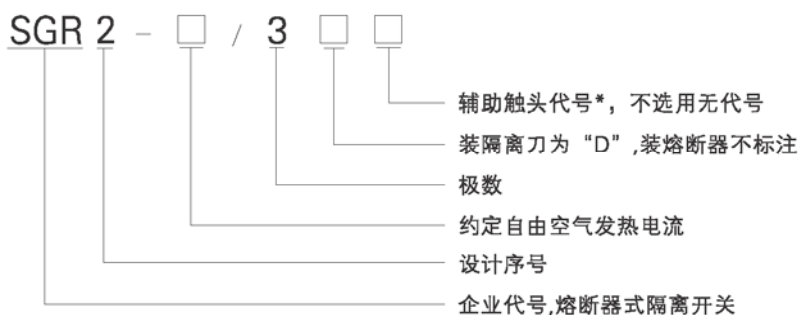 SGR 2 - □ / 3 □ □
辅助触头代号*，不选用无代号
装隔离刀为“D”,装熔断器不标注
极数
约定自由空气发热电流
设计序号
企业代号,熔断器式隔离开关